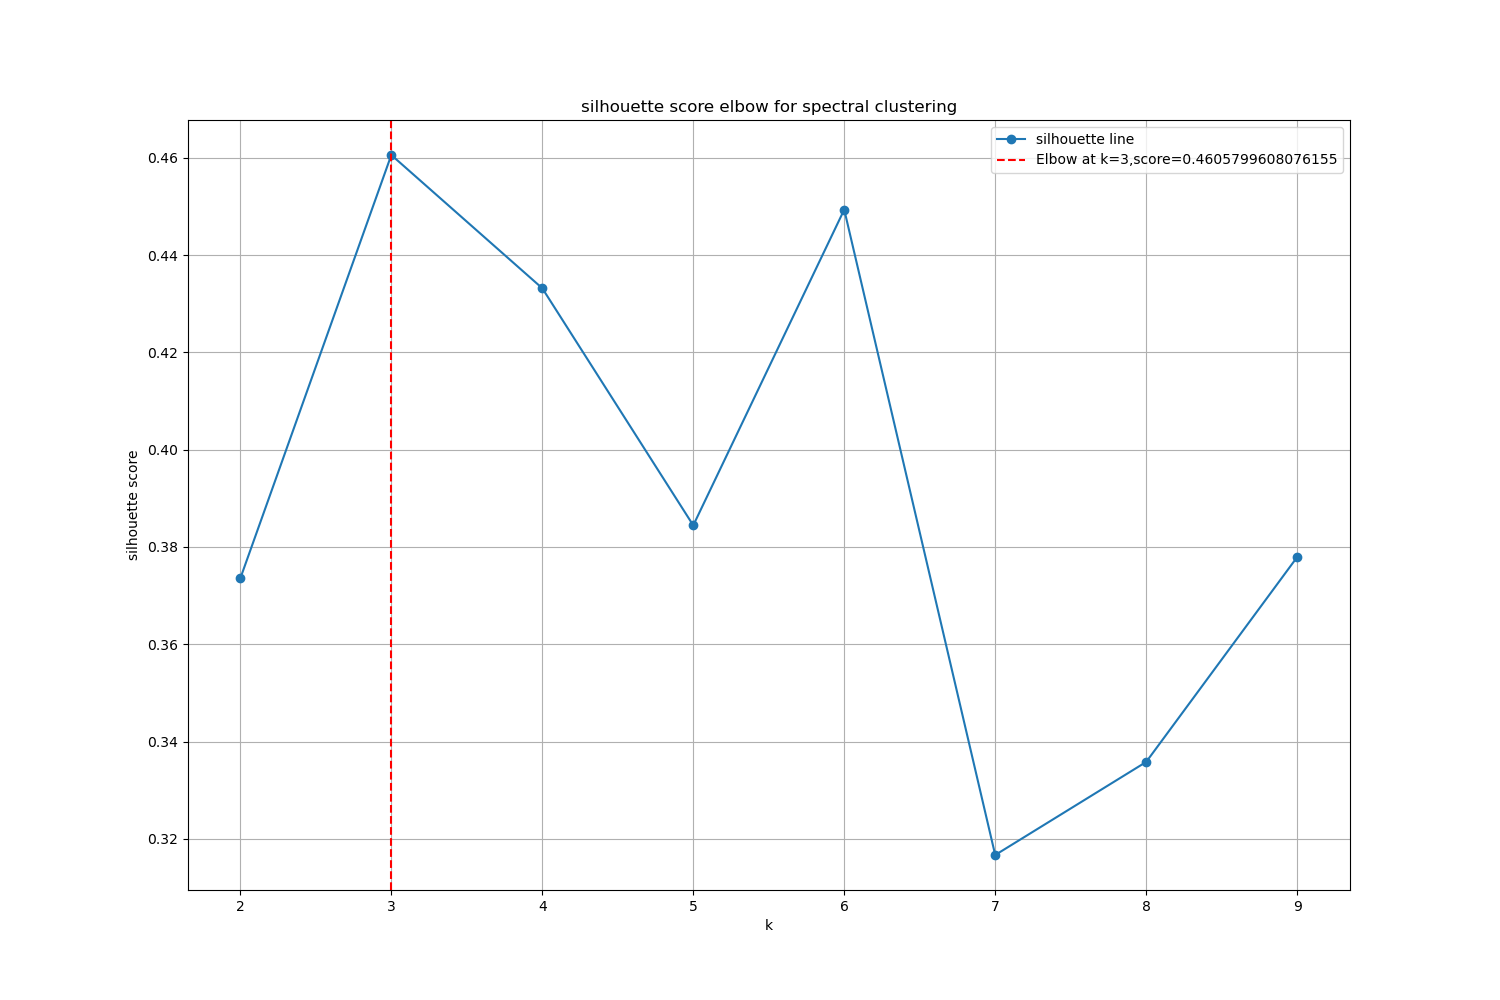 silhouette score elbow for spectral clustering
silhouette line
Elbow at k=3,score=0.4605799608076155
silhouette score
0.46
0.44
0.42
0.40
0.38
0.36
0.34
0.32
2 3 4 5 6 7 8 9
k